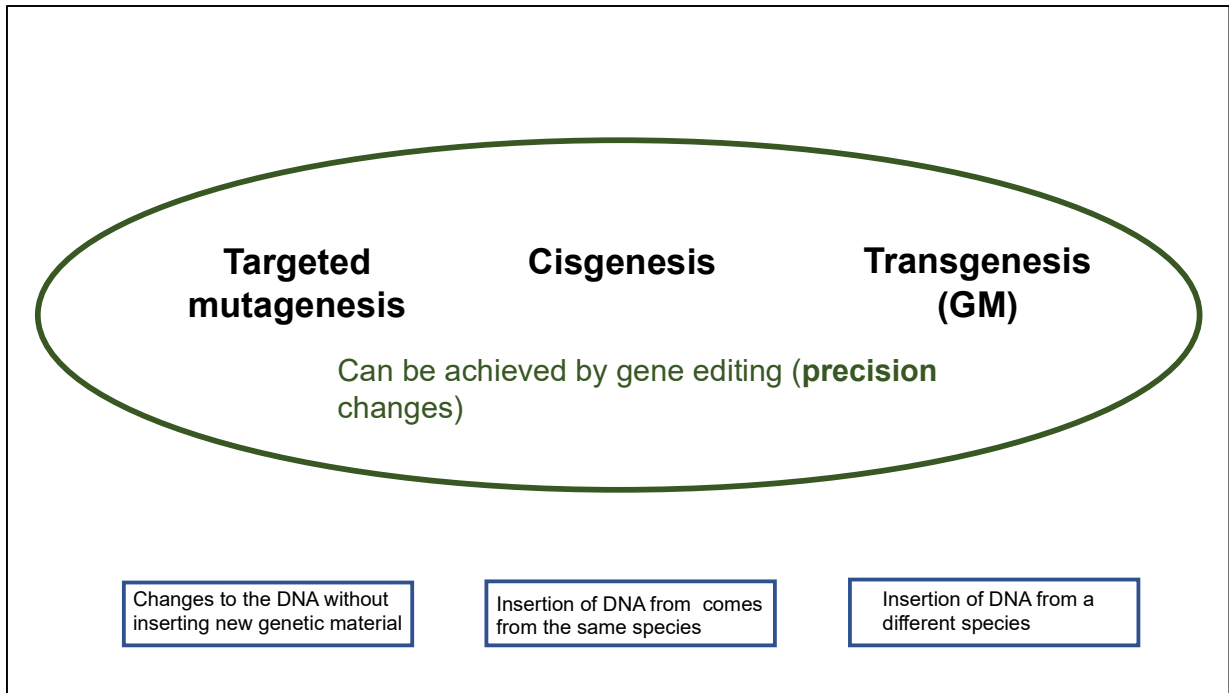 Targeted
mutagenesis
Cisgenesis
Transgenesis
(GM)
Can be achieved by gene editing (precision
changes)
Changes to the DNA without
inserting new genetic material
Insertion of DNA from comes
from the same species
Insertion of DNA from a
different species